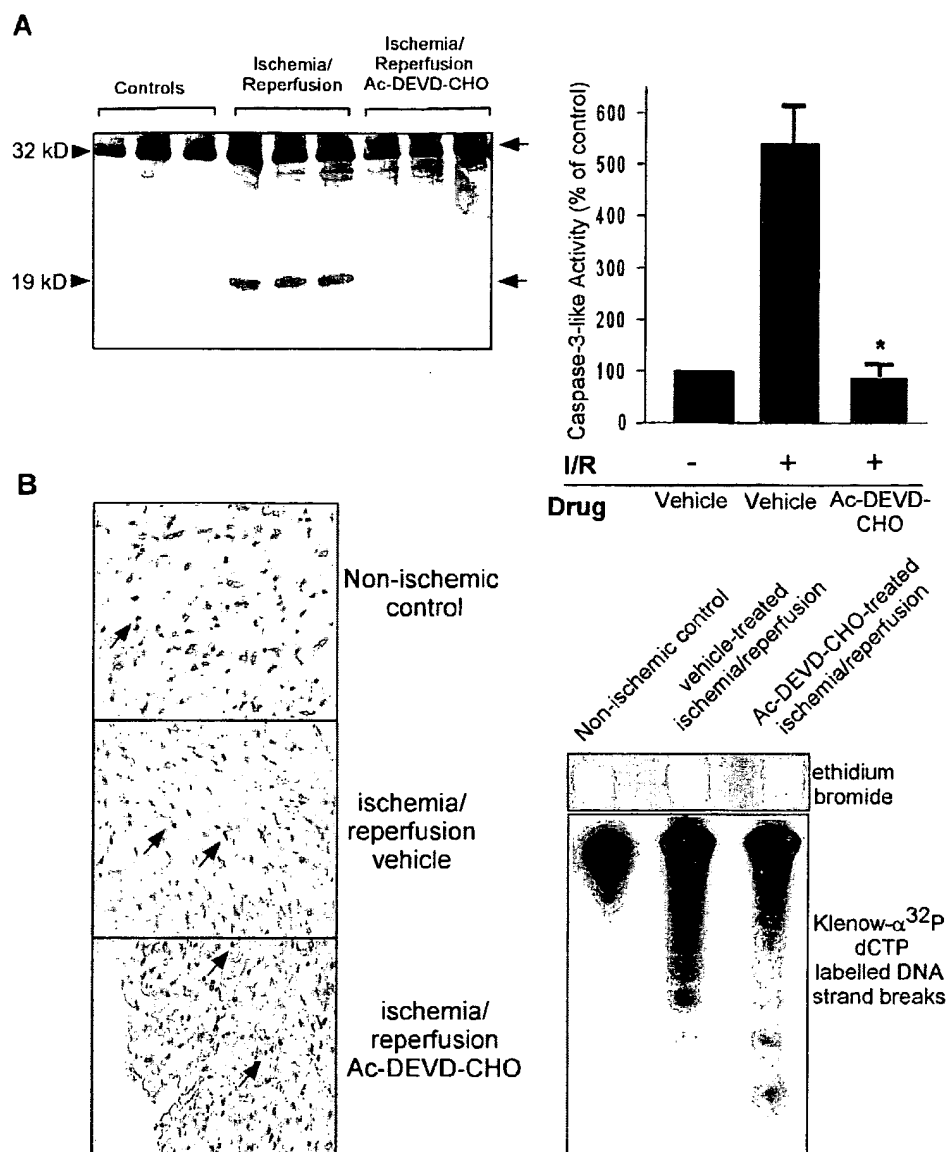 A
Controls
Ischemia/
Reperfusion
Ischemia/
Reperfusion
Ac-DEVD-CHO
32 kD
19 kD
Caspase-3-like Activity (% of control)
600
500
400
300
200
100
0
*
I/R - + +
Drug Vehicle Vehicle Ac-DEVD-
CHO
B
Non-ischemic
control
ischemia/
reperfusion
vehicle
ischemia/
reperfusion
Ac-DEVD-CHO
Non-ischemic control
vehicle-treated
ischemia/reperfusion
Ac-DEVD-CHO-treated
ischemia/reperfusion
ethidium
bromide
Klenow-α³²P
dCTP
labelled DNA
strand breaks